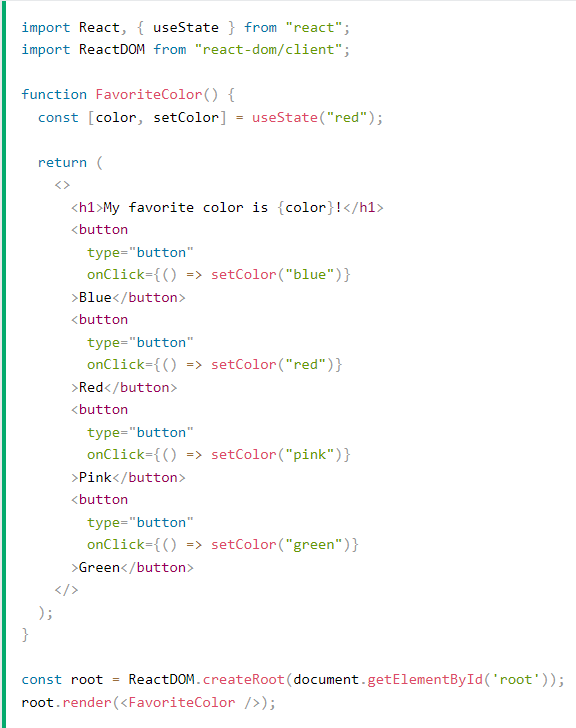 import React, { useState } from "react";
import ReactDOM from "react-dom/client";

function FavoriteColor() {
  const [color, setColor] = useState("red");

  return (
    <>
      <h1>My favorite color is {color}!</h1>
      <button
        type="button"
        onClick={() => setColor("blue")}
      >Blue</button>
      <button
        type="button"
        onClick={() => setColor("red")}
      >Red</button>
      <button
        type="button"
        onClick={() => setColor("pink")}
      >Pink</button>
      <button
        type="button"
        onClick={() => setColor("green")}
      >Green</button>
    </>
  );
}

const root = ReactDOM.createRoot(document.getElementById('root'));
root.render(<FavoriteColor />);